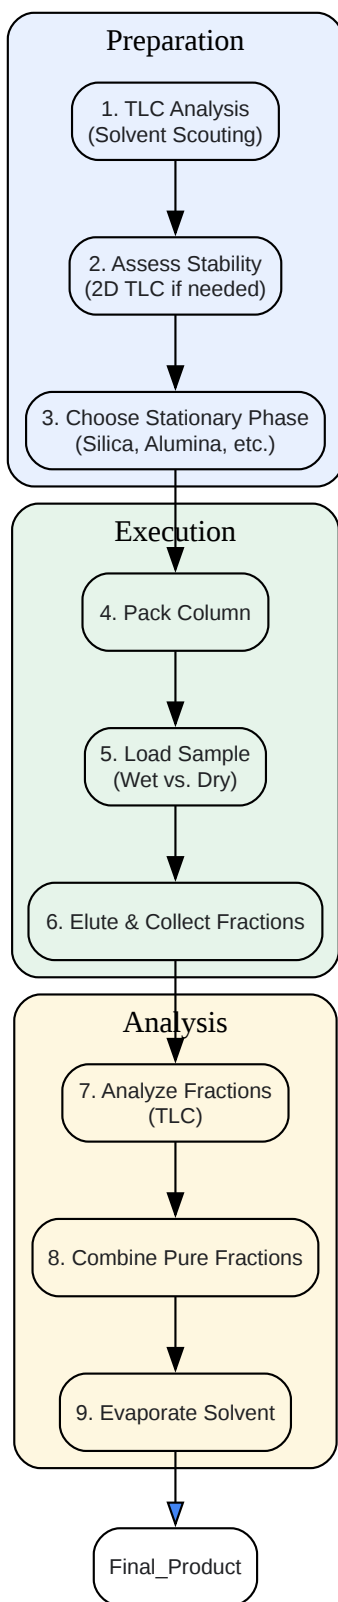 Preparation
1. TLC Analysis
(Solvent Scouting)
2. Assess Stability
(2D TLC if needed)
3. Choose Stationary Phase
(Silica, Alumina, etc.)
Execution
4. Pack Column
5. Load Sample
(Wet vs. Dry)
6. Elute & Collect Fractions
Analysis
7. Analyze Fractions
(TLC)
8. Combine Pure Fractions
9. Evaporate Solvent
Final_Product